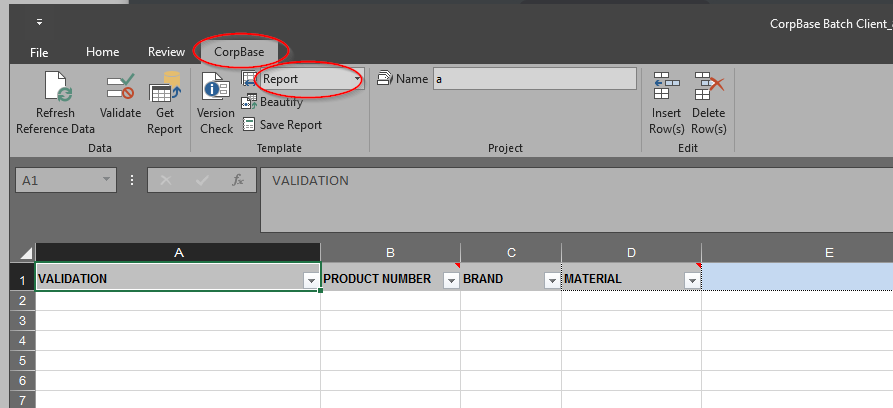 CorpBase Batch Client_
File Home Review CorpBase
Report
Name a
Refresh
Reference Data
Validate
Get
Report
Version
Check
Beautify
Save Report
Insert
Row(s)
Delete
Row(s)
Data Template Project Edit
A1 fx VALIDATION
A B C D E
1 VALIDATION PRODUCT NUMBER BRAND MATERIAL
2
3
4
5
6
7